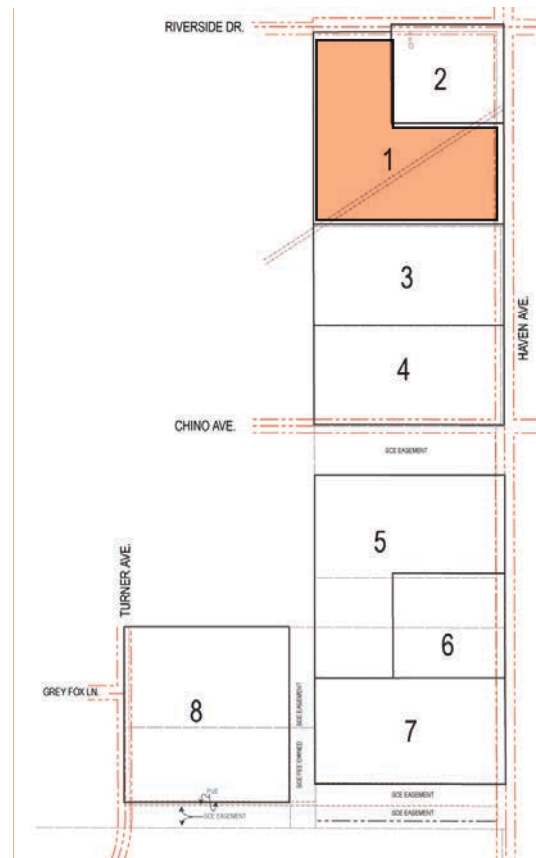 RIVERSIDE DR.
2
1
3
HAVEN AVE.
4
CHINO AVE.
SCE EASEMENT
5
TURNER AVE.
6
GREY FOX LN.
8
SCE EASEMENT
7
SCE FEE OWNED
SCE EASEMENT
SCE EASEMENT
SCE EASEMENT